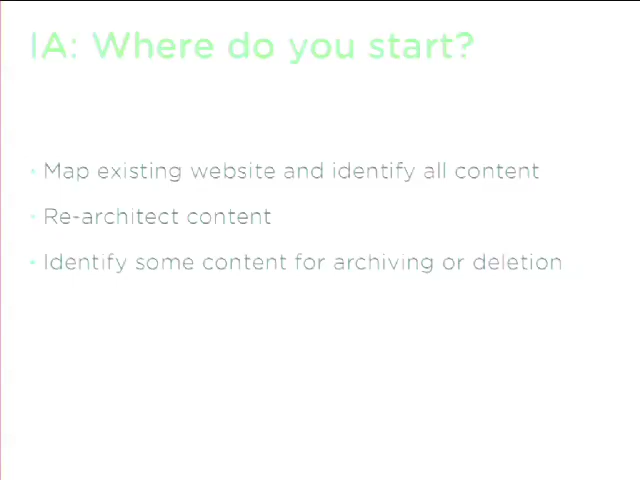 IA: Where do you start?
• Map existing website and identify all content
• Re-architect content
• Identify some content for archiving or deletion